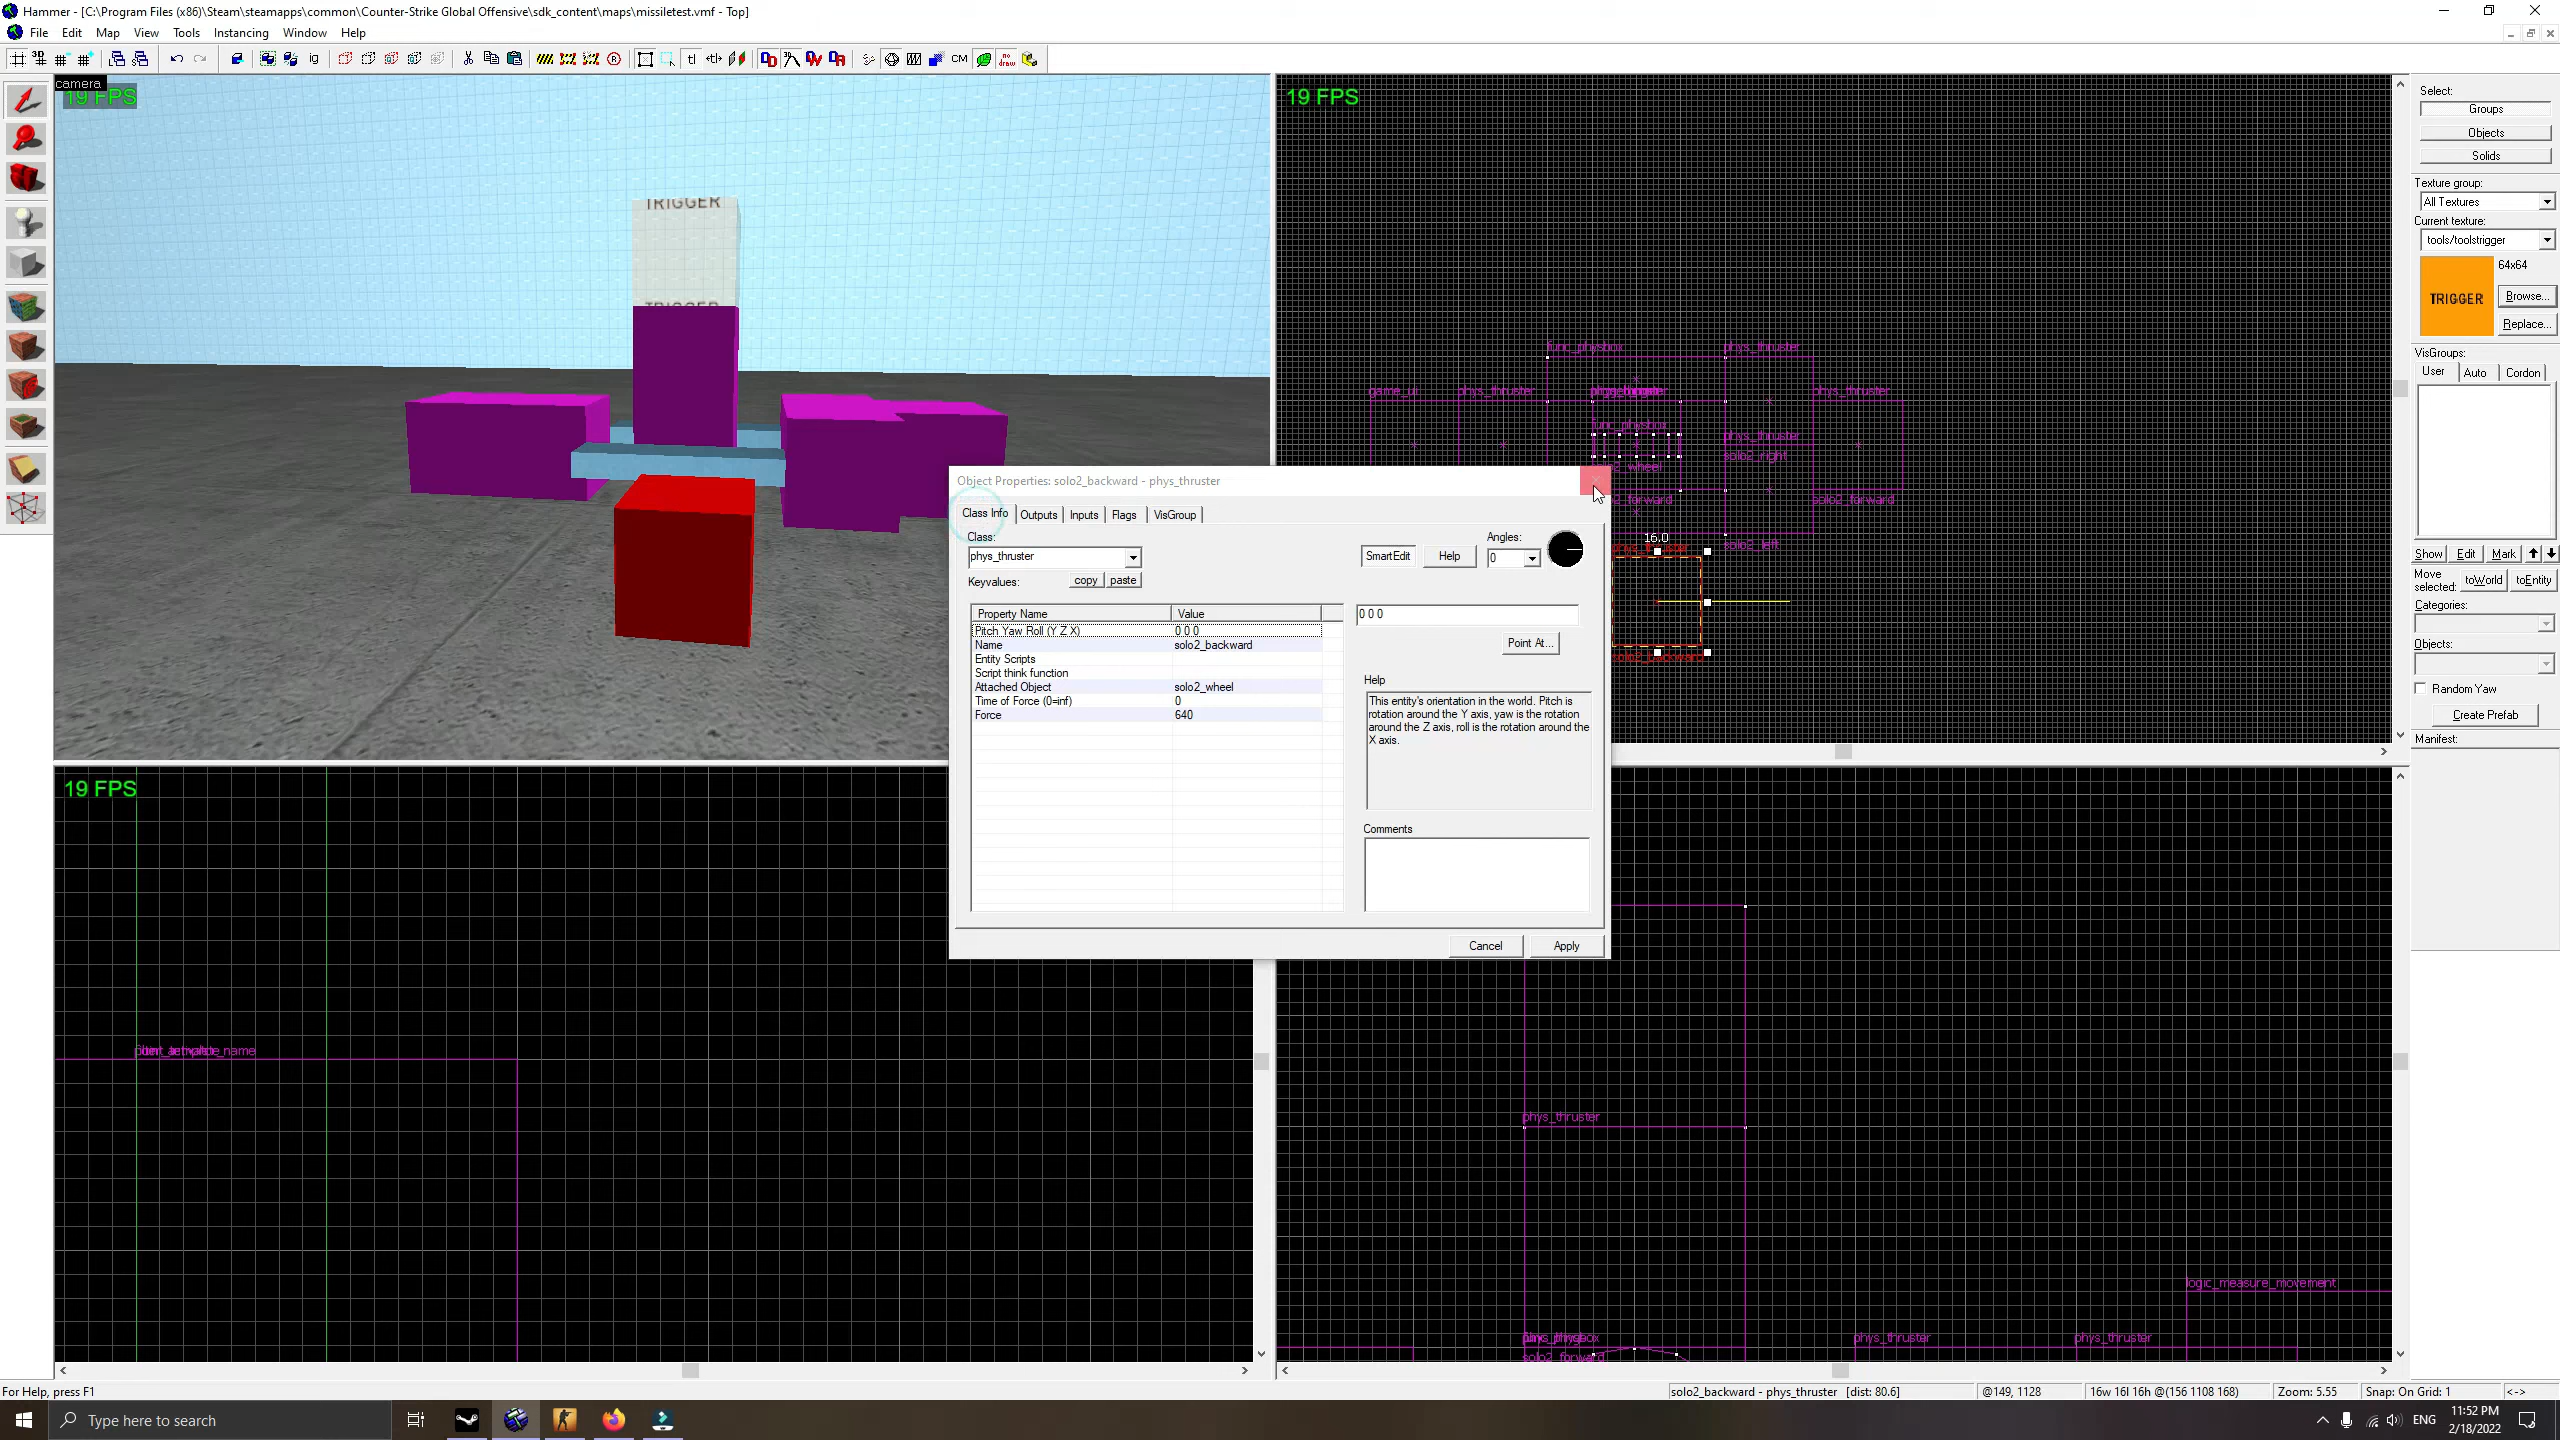 Hammer - [C:\Program Files (x86)\Steam\steamapps\common\Counter-Strike Global Offensive\sdk_content\maps\missiletest.vmf - Top]
File Edit Map View Tools Instancing Window Help
camera
19 FPS
19 FPS
TRIGGER
TRIGGER
func_physbox
phys_thruster
game_ui
phys_thruster
phys_thruster
func_physbox
phys_thruster
solo2_right
solo2_forward
solo2_left
16.0
Object Properties: solo2_backward - phys_thruster
Class Info Outputs Inputs Flags VisGroup
Class:
phys_thruster
SmartEdit Help
Angles:
0
Keyvalues: copy paste
Property Name Value
Pitch Yaw Roll (Y Z X) 0 0 0
Name solo2_backward
Entity Scripts
Script think function
Attached Object solo2_wheel
Time of Force (0=inf) 0
Force 640
0 0 0
Point At...
Help
This entity's orientation in the world. Pitch is
rotation around the Y axis, yaw is the rotation
around the Z axis, roll is the rotation around the
X axis.
Comments
Cancel Apply
Select:
Groups
Objects
Solids
Texture group:
All Textures
Current texture:
tools/toolstrigger
64x64
TRIGGER
Browse...
Replace...
VisGroups:
User Auto Cordon
Show Edit Mark
Move
selected:
toWorld toEntity
Categories:
Objects:
Random Yaw
Create Prefab
Manifest:
19 FPS
phys_thruster
logic_measure_movement
phys_thruster
phys_thruster
solo2_forward
For Help, press F1
solo2_backward - phys_thruster [dist: 80.6]
@149, 1128
16w 16l 16h @(156 1108 168)
Zoom: 5.55
Snap: On Grid: 1
<->
Type here to search
ENG
11:52 PM
2/18/2022